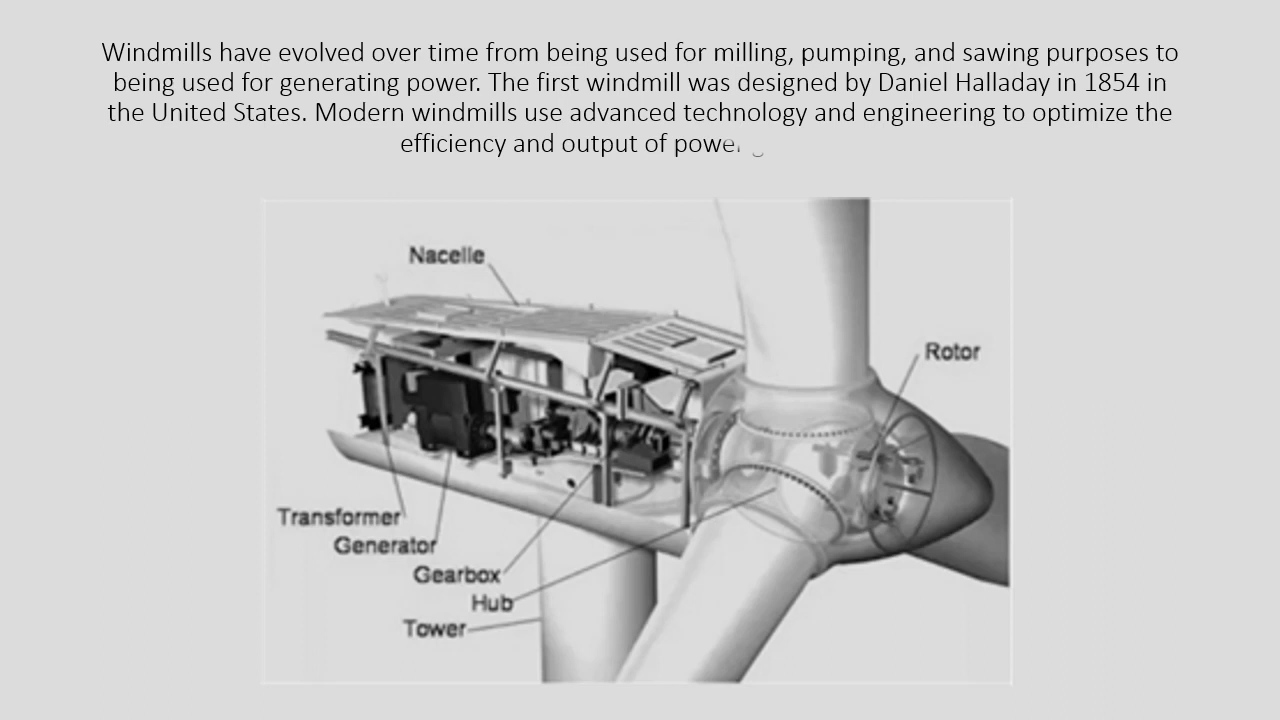 Windmills have evolved over time from being used for milling, pumping, and sawing purposes to
being used for generating power. The first windmill was designed by Daniel Halladay in 1854 in
the United States. Modern windmills use advanced technology and engineering to optimize the
efficiency and output of
Nacelle
Rotor
Transformer
Generator
Gearbox
Hub
Tower